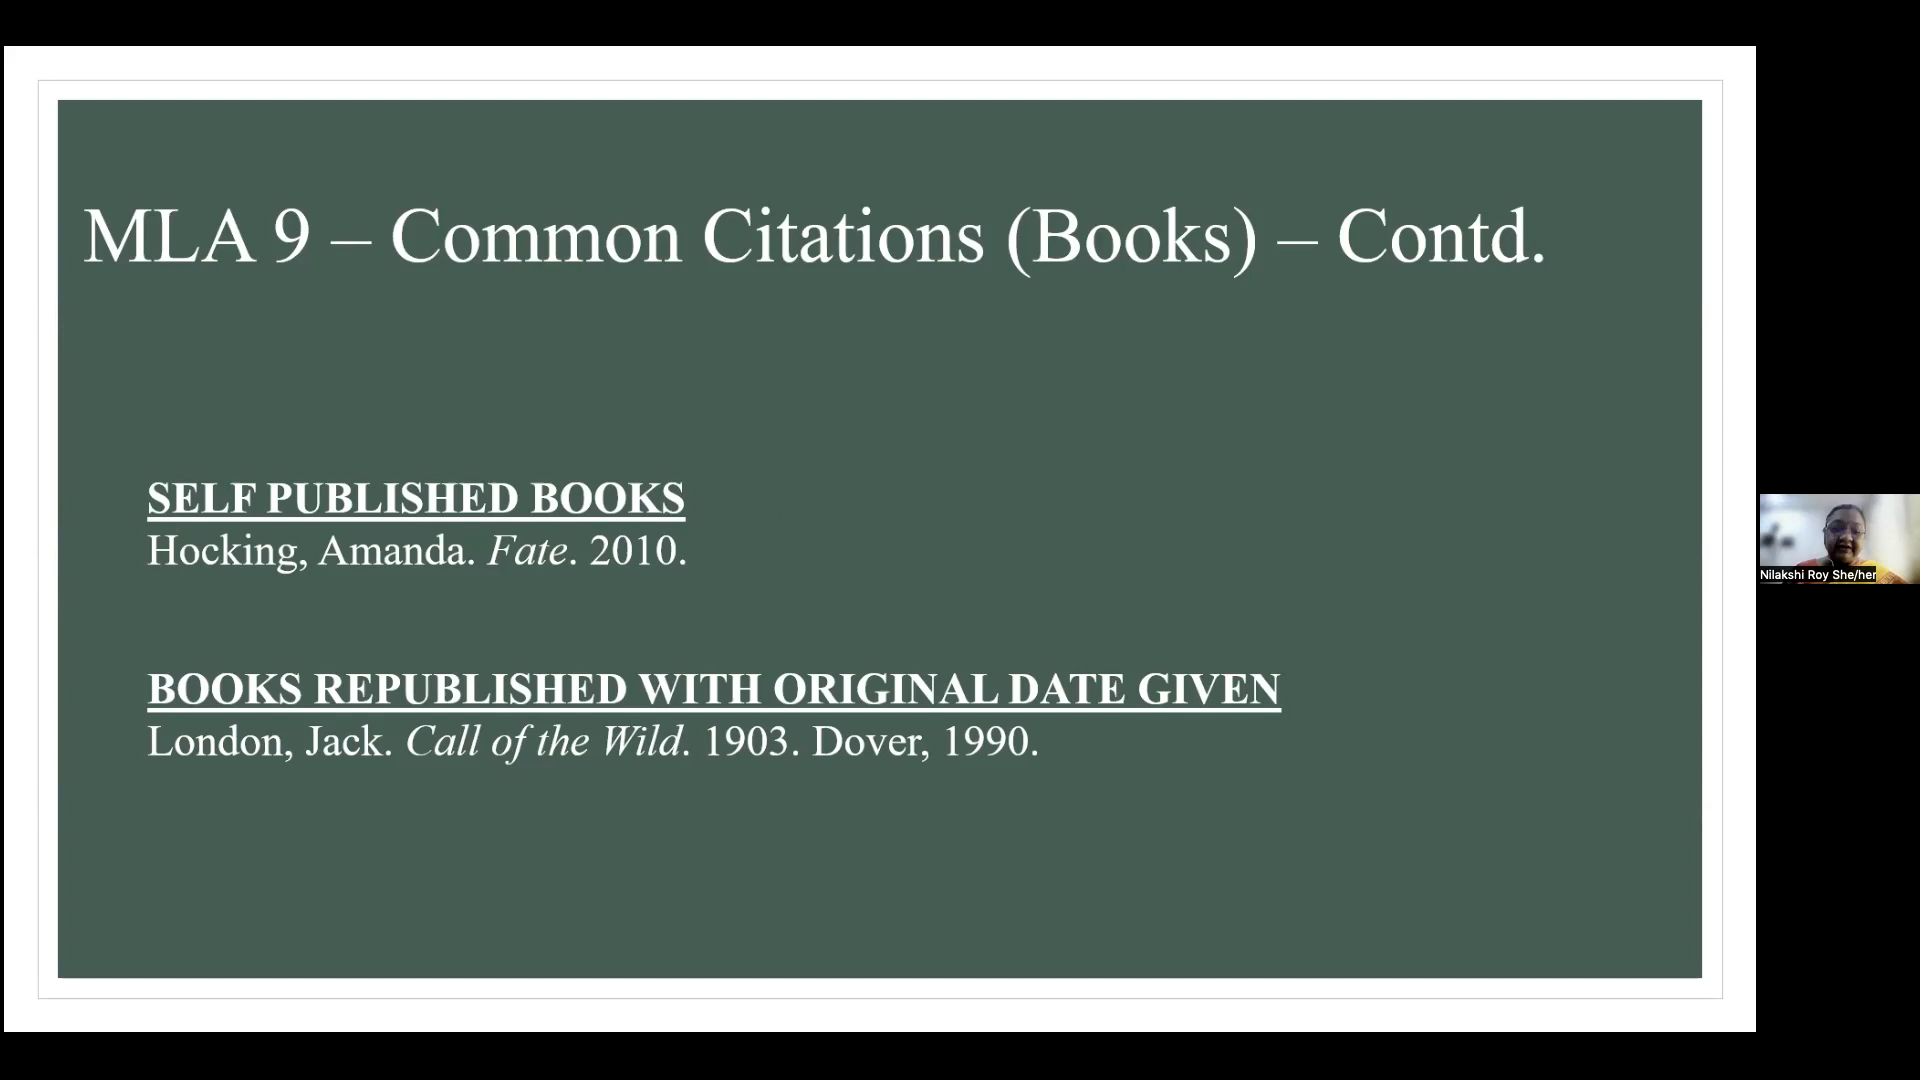 MLA 9 – Common Citations (Books) – Contd.
SELF PUBLISHED BOOKS
Hocking, Amanda. Fate. 2010.
BOOKS REPUBLISHED WITH ORIGINAL DATE GIVEN
London, Jack. Call of the Wild. 1903. Dover, 1990.
Nilakshi Roy She/her